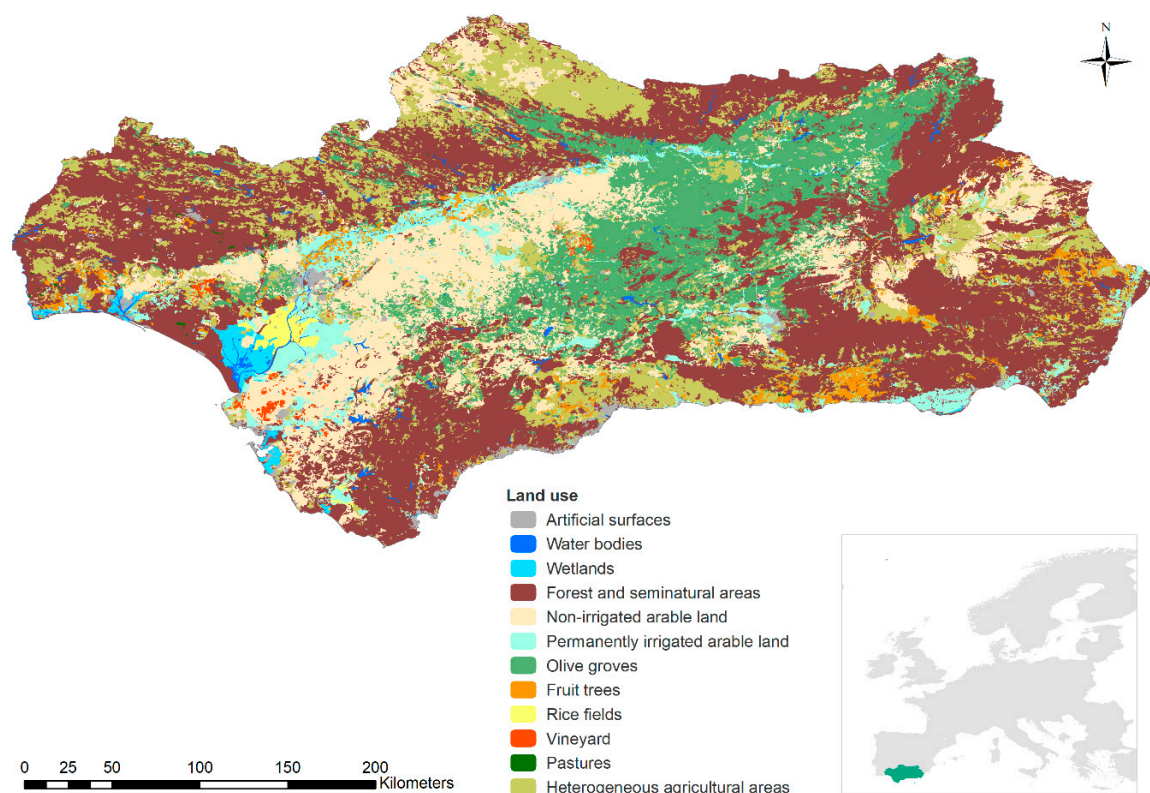 N
Land use
Artificial surfaces
Water bodies
Wetlands
Forest and seminatural areas
Non-irrigated arable land
Permanently irrigated arable land
Olive groves
Fruit trees
Rice fields
Vineyard
Pastures
Heterogeneous agricultural areas
0 25 50 100 150 200
Kilometers